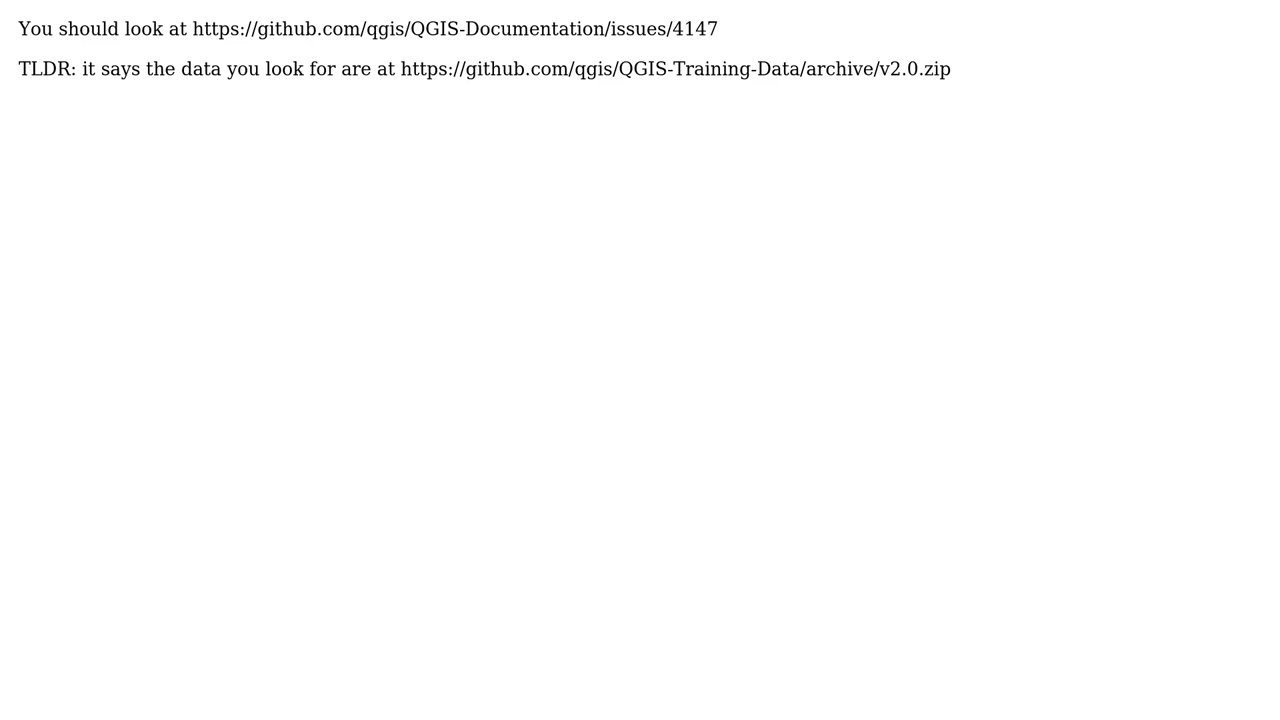 You should look at https://github.com/qgis/QGIS-Documentation/issues/4147
TLDR: it says the data you look for are at https://github.com/qgis/QGIS-Training-Data/archive/v2.0.zip